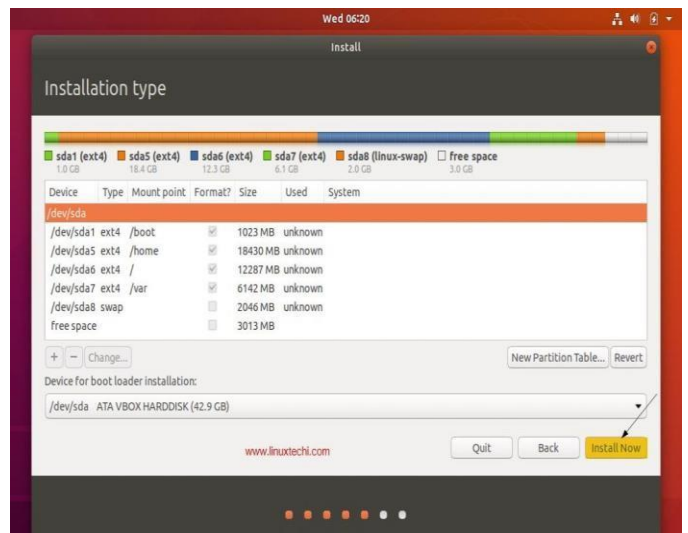 Wed 06:20
Install
Installation type
sda1 (ext4) sda5 (ext4) sda6 (ext4) sda7 (ext4) sda8 (linux-swap) free space
1.0 GB 18.4 GB 12.3 GB 6.1 GB 2.0 GB 3.0 GB
Device Type Mount point Format? Size Used System
/dev/sda
/dev/sda1 ext4 /boot 1023 MB unknown
/dev/sda5 ext4 /home 18430 MB unknown
/dev/sda6 ext4 / 12287 MB unknown
/dev/sda7 ext4 /var 6142 MB unknown
/dev/sda8 swap 2046 MB unknown
free space 3013 MB
+ - Change... New Partition Table... Revert
Device for boot loader installation:
/dev/sda ATA VBOX HARDDISK (42.9 GB)
www.linuxtechi.com Quit Back Install Now